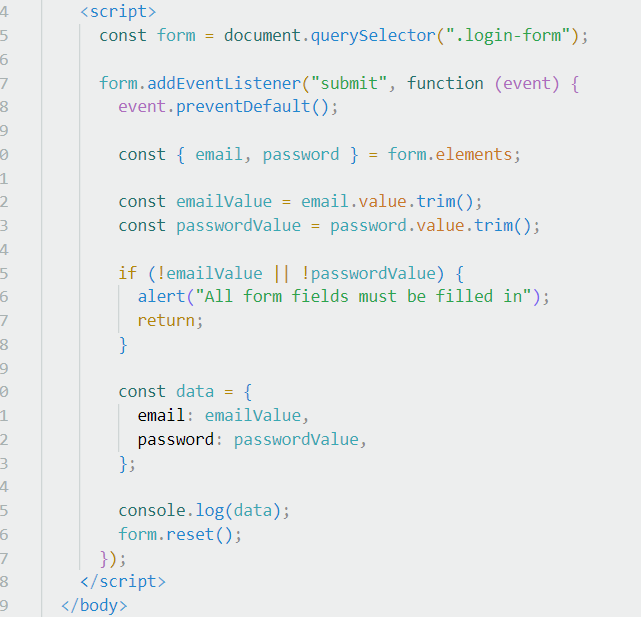 4 <script>
5 const form = document.querySelector(".login-form");
6
7 form.addEventListener("submit", function (event) {
8 event.preventDefault();
9
0 const { email, password } = form.elements;
1
2 const emailValue = email.value.trim();
3 const passwordValue = password.value.trim();
4
5 if (!emailValue || !passwordValue) {
6 alert("All form fields must be filled in");
7 return;
8 }
9
0 const data = {
1 email: emailValue,
2 password: passwordValue,
3 };
4
5 console.log(data);
6 form.reset();
7 });
8 </script>
9 </body>